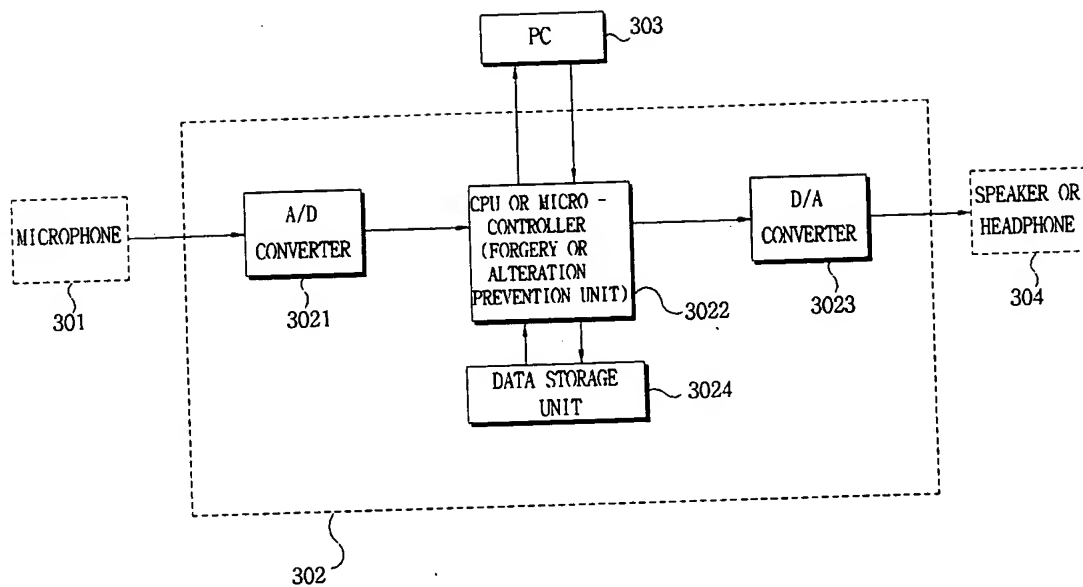 PC
303
MICROPHONE
301
A/D
CONVERTER
3021
CPU OR MICRO-
CONTROLLER
(FORGERY OR
ALTERATION
PREVENTION UNIT)
3022
D/A
CONVERTER
3023
SPEAKER OR
HEADPHONE
304
DATA STORAGE
UNIT
3024
302